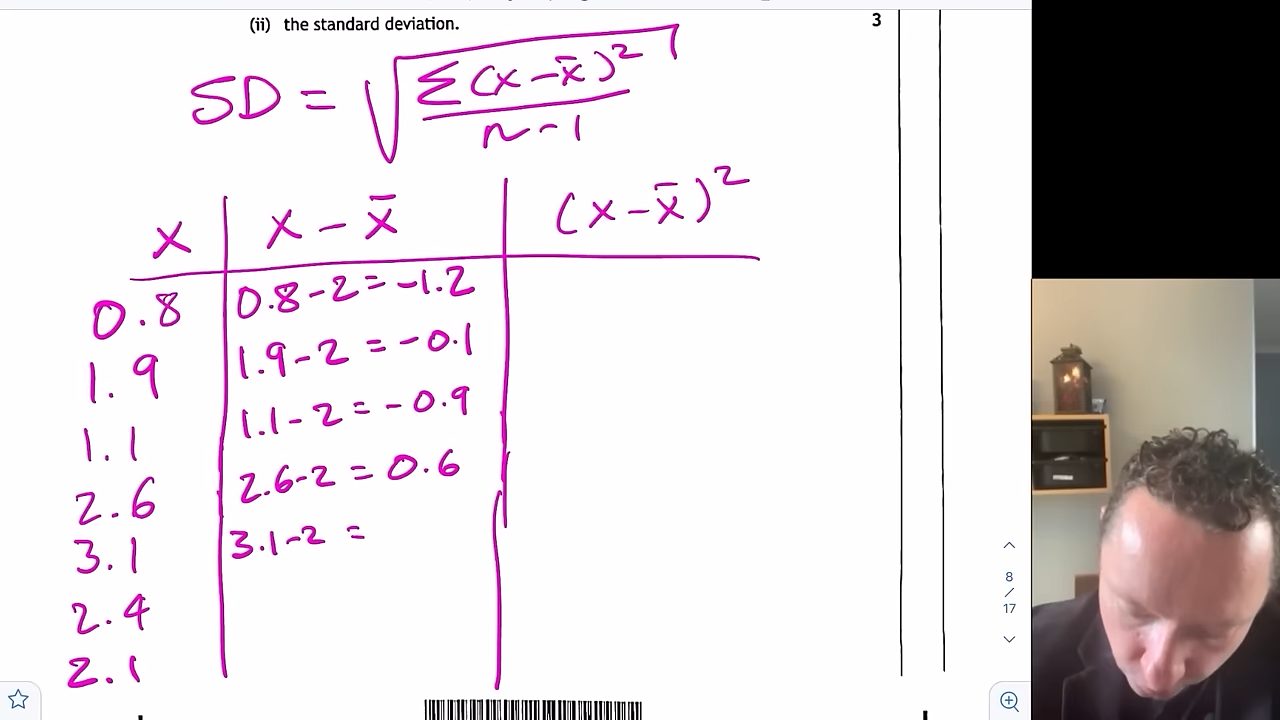 (ii) the standard deviation. 3
SD = √ Σ(x − x̄)²
n − 1
x x − x̄ (x − x̄)²
0.8 0.8 − 2 = −1.2
1.9 1.9 − 2 = −0.1
1.1 1.1 − 2 = −0.9
2.6 2.6 − 2 = 0.6
3.1 3.1 − 2 =
2.4
2.1
8
/
17